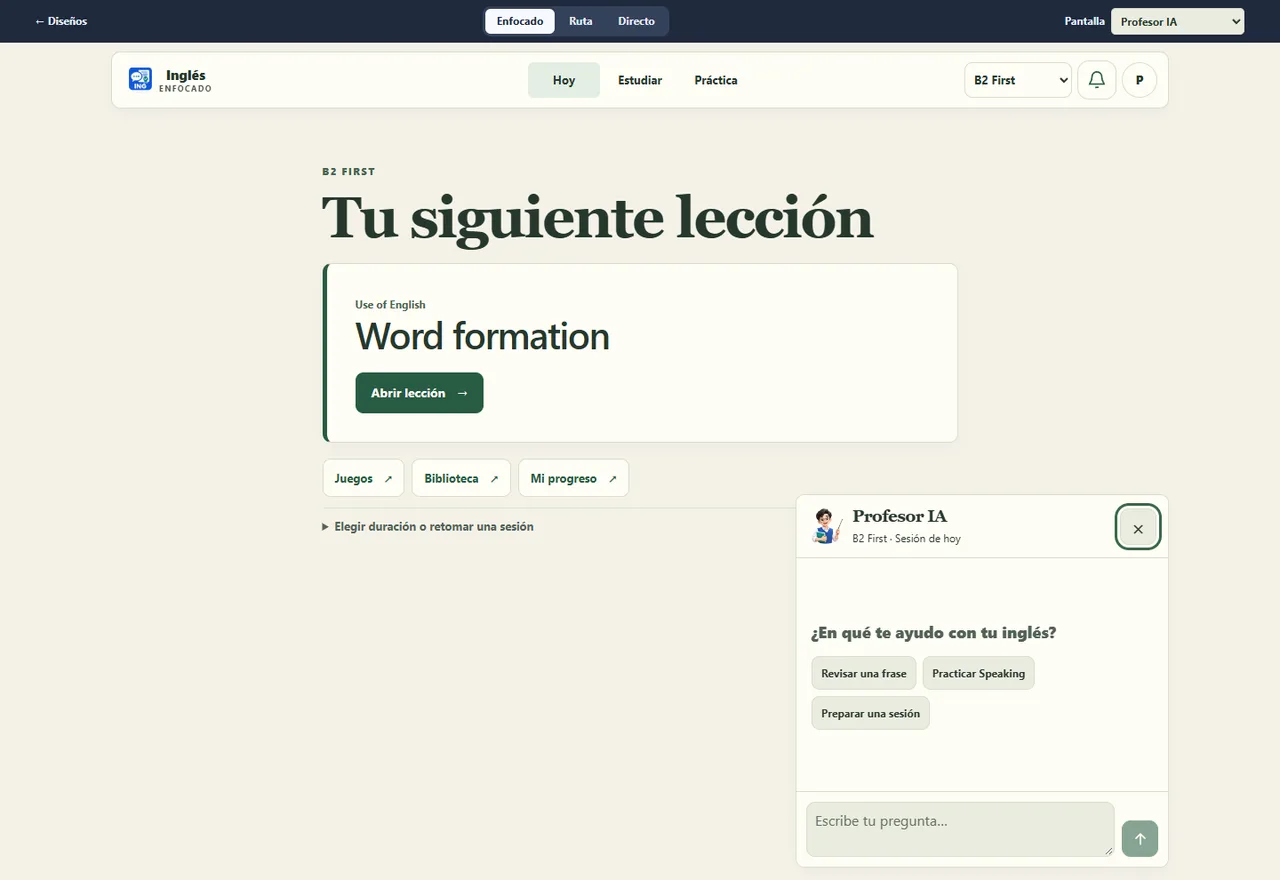 ← Diseños
Enfocado Ruta Directo
Pantalla Profesor IA
ING
Inglés
ENFOCADO
Hoy Estudiar Práctica
B2 First
P
B2 FIRST
Tu siguiente lección
Use of English
Word formation
Abrir lección →
Juegos ↗ Biblioteca ↗ Mi progreso ↗
▶ Elegir duración o retomar una sesión
Profesor IA
B2 First · Sesión de hoy
×
¿En qué te ayudo con tu inglés?
Revisar una frase Practicar Speaking
Preparar una sesión
Escribe tu pregunta...
↑